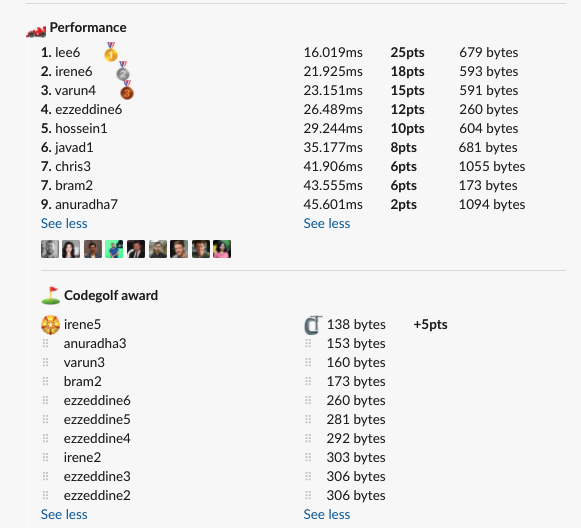 Performance
1. lee6 16.019ms 25pts 679 bytes
2. irene6 21.925ms 18pts 593 bytes
3. varun4 23.151ms 15pts 591 bytes
4. ezzeddine6 26.489ms 12pts 260 bytes
5. hossein1 29.244ms 10pts 604 bytes
6. javad1 35.177ms 8pts 681 bytes
7. chris3 41.906ms 6pts 1055 bytes
7. bram2 43.555ms 6pts 173 bytes
9. anuradha7 45.601ms 2pts 1094 bytes
See less See less
Codegolf award
irene5 138 bytes +5pts
anuradha3 153 bytes
varun3 160 bytes
bram2 173 bytes
ezzeddine6 260 bytes
ezzeddine5 281 bytes
ezzeddine4 292 bytes
irene2 303 bytes
ezzeddine3 306 bytes
ezzeddine2 306 bytes
See less See less